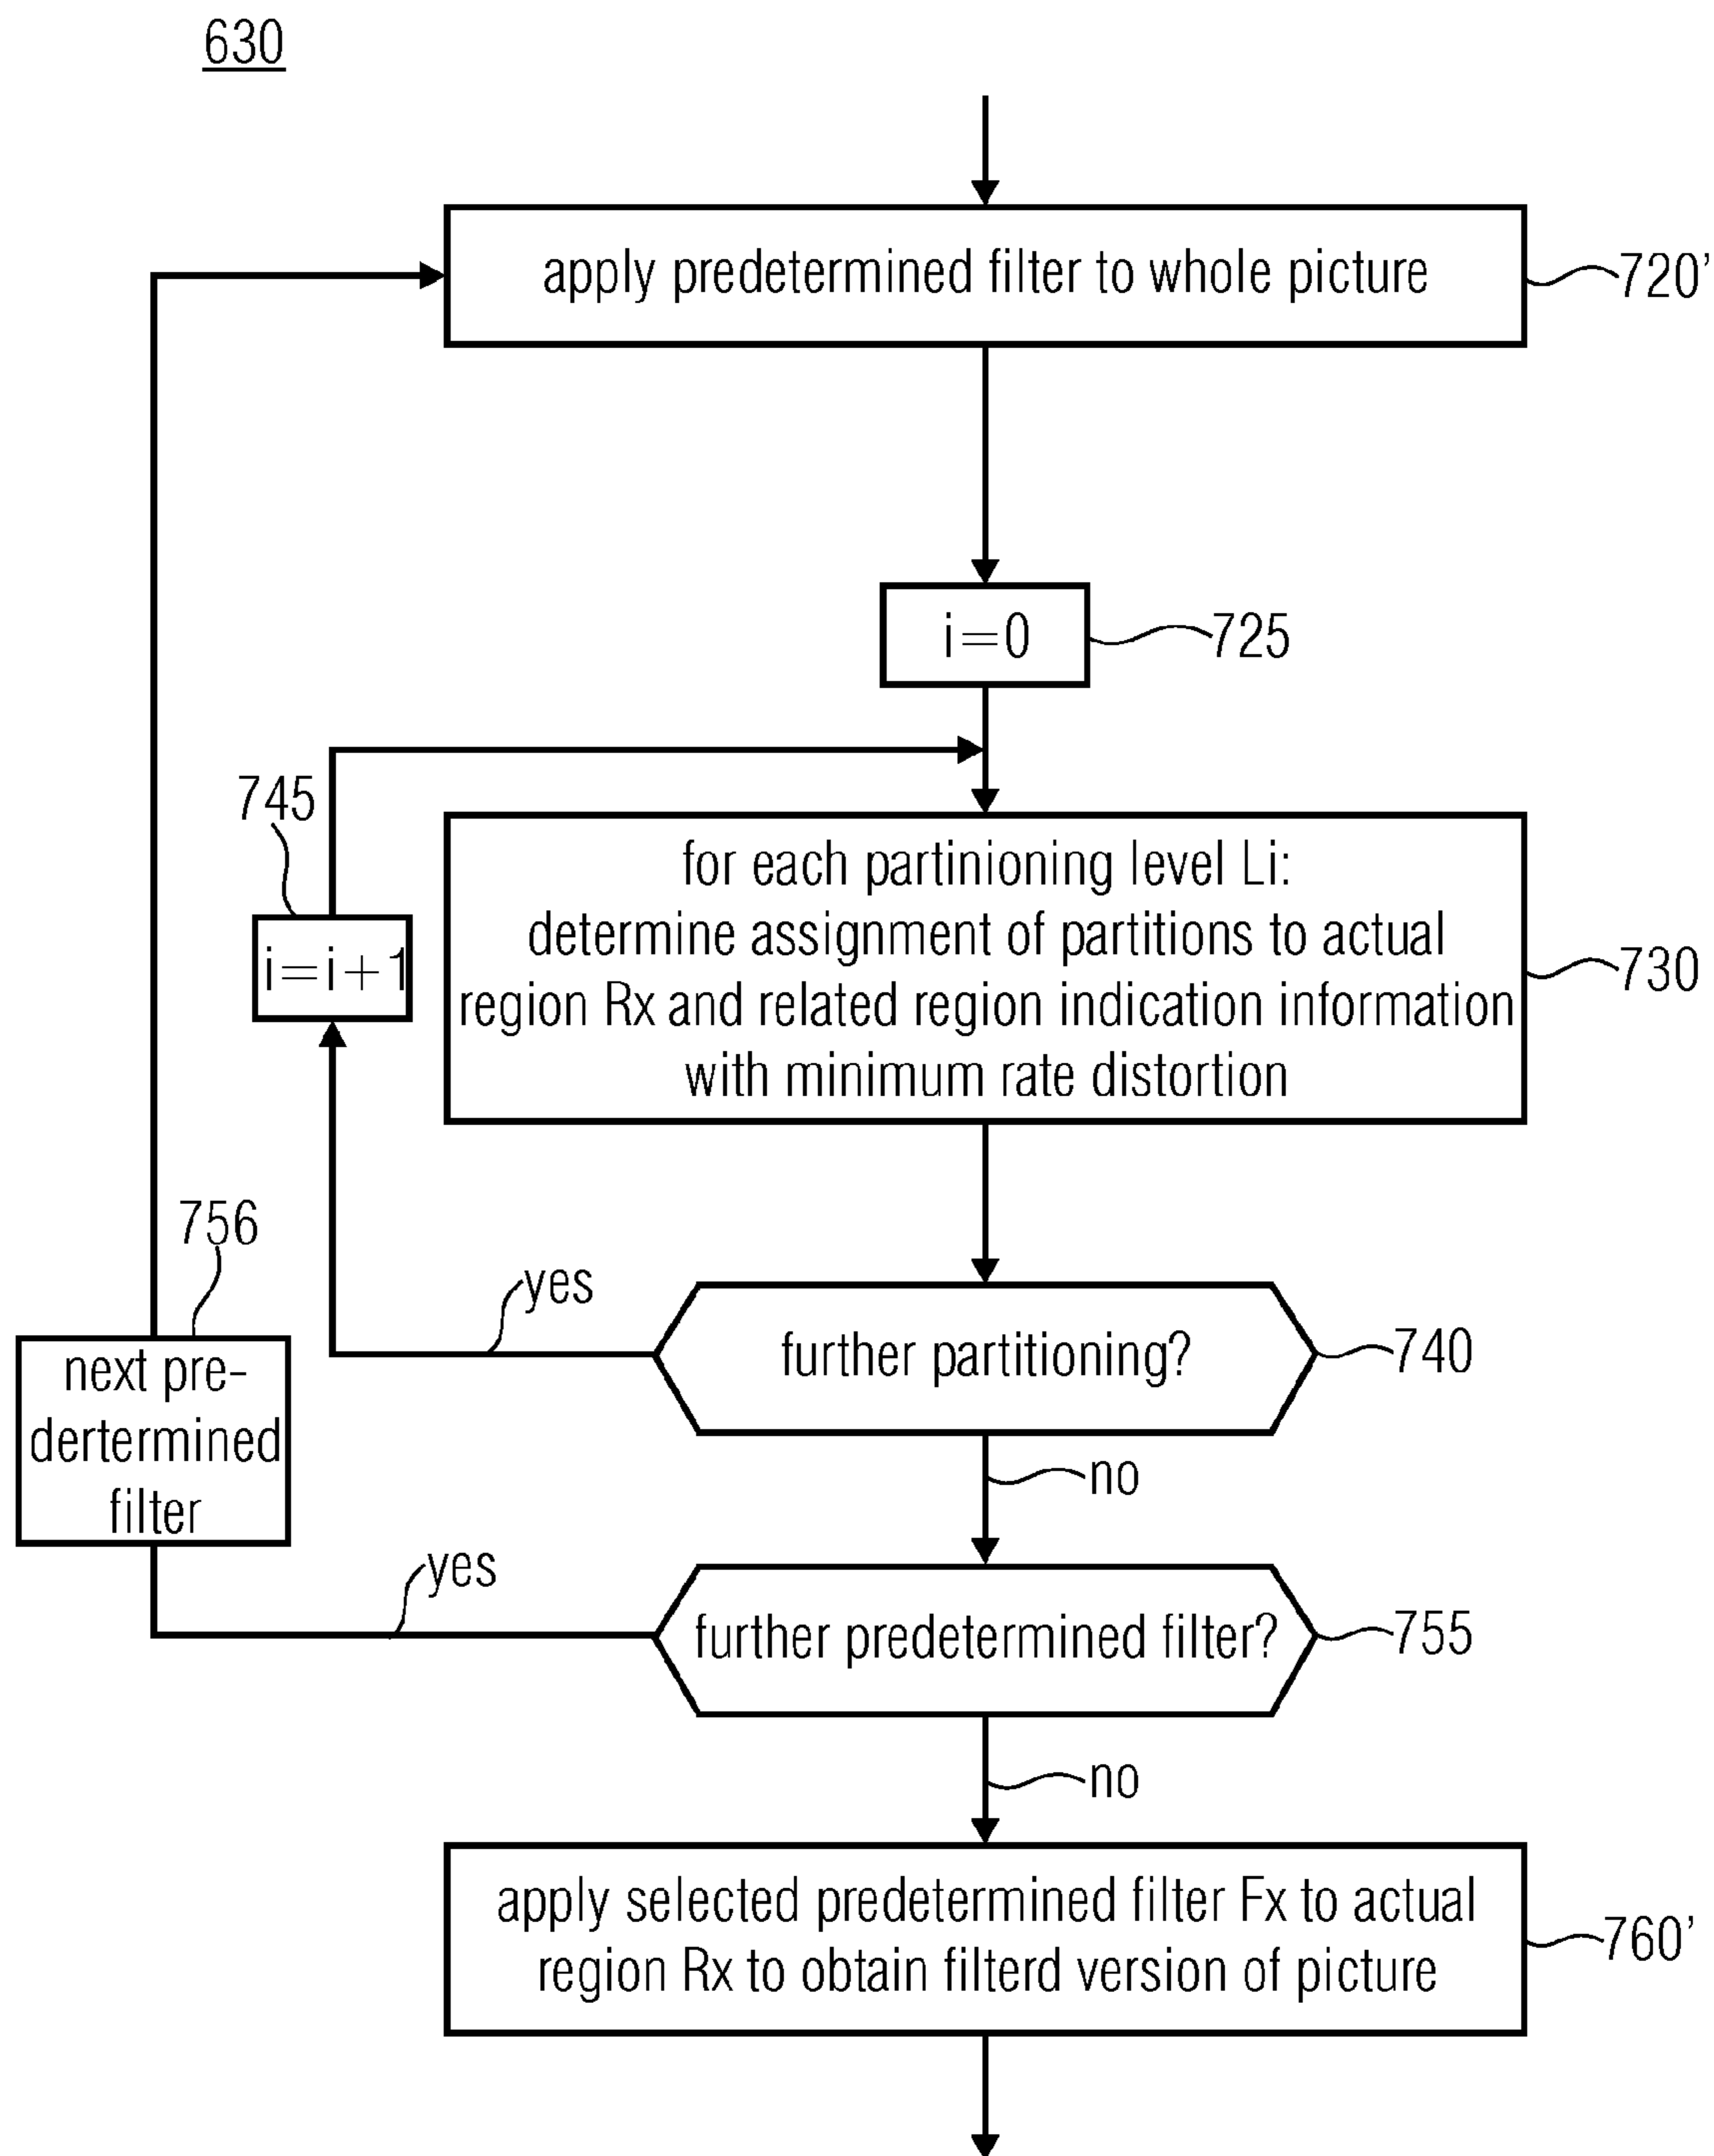 630
apply predetermined filter to whole picture
720’
i=0
725
745
i=i+1
for each partinioning level Li:
determine assignment of partitions to actual
region Rx and related region indication information
with minimum rate distortion
730
756
next pre-
dertermined
filter
yes
further partitioning?
740
no
yes
further predetermined filter?
755
no
apply selected predetermined filter Fx to actual
region Rx to obtain filterd version of picture
760’